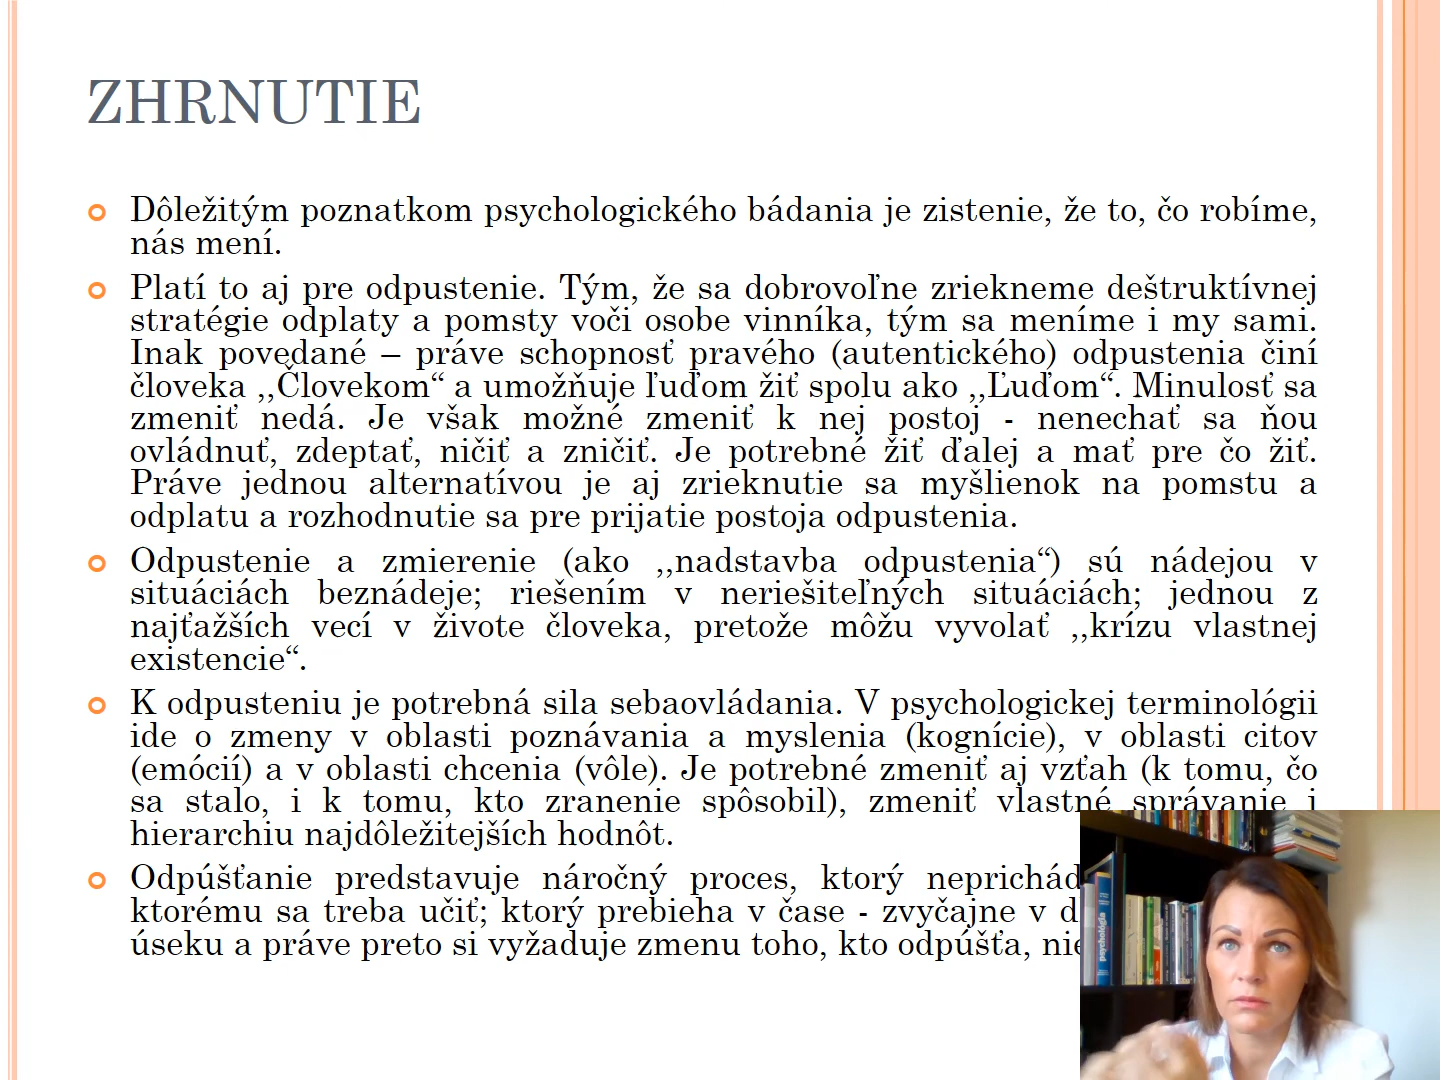 ZHRNUTIE
Dôležitým poznatkom psychologického bádania je zistenie, že to, čo robíme,
nás mení.
Platí to aj pre odpustenie. Tým, že sa dobrovoľne zriekneme deštruktívnej
stratégie odplaty a pomsty voči osobe vinníka, tým sa meníme i my sami.
Inak povedané – práve schopnosť pravého (autentického) odpustenia činí
človeka ,,Človekom“ a umožňuje ľuďom žiť spolu ako ,,Ľuďom“. Minulosť sa
zmeniť nedá. Je však možné zmeniť k nej postoj - nenechať sa ňou
ovládnuť, zdeptať, ničiť a zničiť. Je potrebné žiť ďalej a mať pre čo žiť.
Práve jednou alternatívou je aj zrieknutie sa myšlienok na pomstu a
odplatu a rozhodnutie sa pre prijatie postoja odpustenia.
Odpustenie a zmierenie (ako ,,nadstavba odpustenia“) sú nádejou v
situáciách beznádeje; riešením v neriešiteľných situáciách; jednou z
najťažších vecí v živote človeka, pretože môžu vyvolať ,,krízu vlastnej
existencie“.
K odpusteniu je potrebná sila sebaovládania. V psychologickej terminológii
ide o zmeny v oblasti poznávania a myslenia (kognície), v oblasti citov
(emócií) a v oblasti chcenia (vôle). Je potrebné zmeniť aj vzťah (k tomu, čo
sa stalo, i k tomu, kto zranenie spôsobil), zmeniť vlastné správanie i
hierarchiu najdôležitejších hodnôt.
Odpúšťanie predstavuje náročný proces, ktorý neprichád
ktorému sa treba učiť; ktorý prebieha v čase - zvyčajne v d
úseku a práve preto si vyžaduje zmenu toho, kto odpúšťa, nie
psychológia